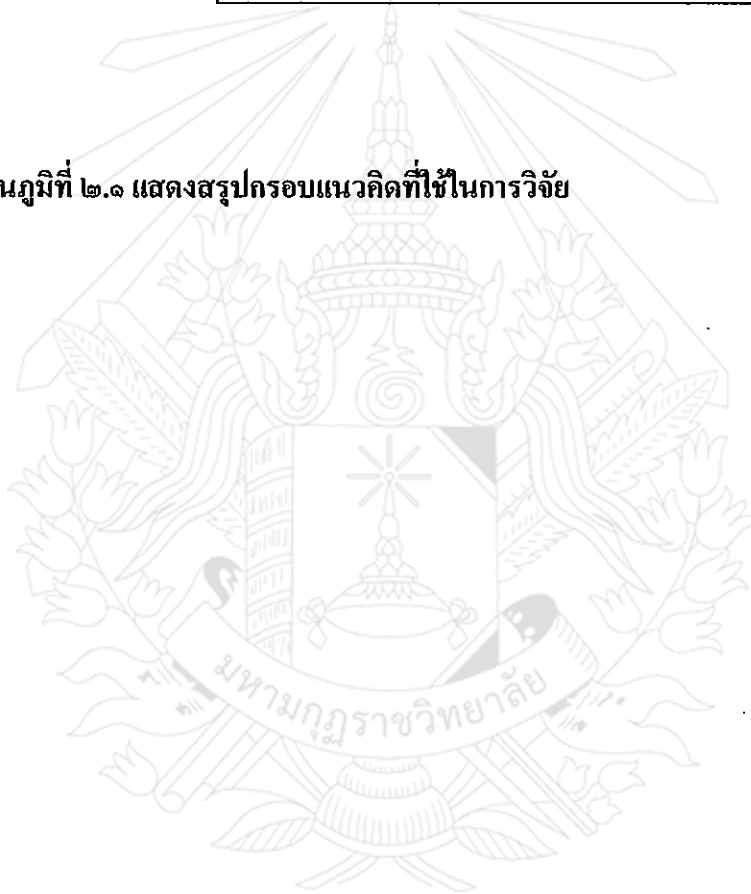 นภูมิที่ ๒.๑ แสดงสรุปกรอบแนวคิดที่ใช้ในการวิจัย
มหามกุฏราชวิทยาลัย